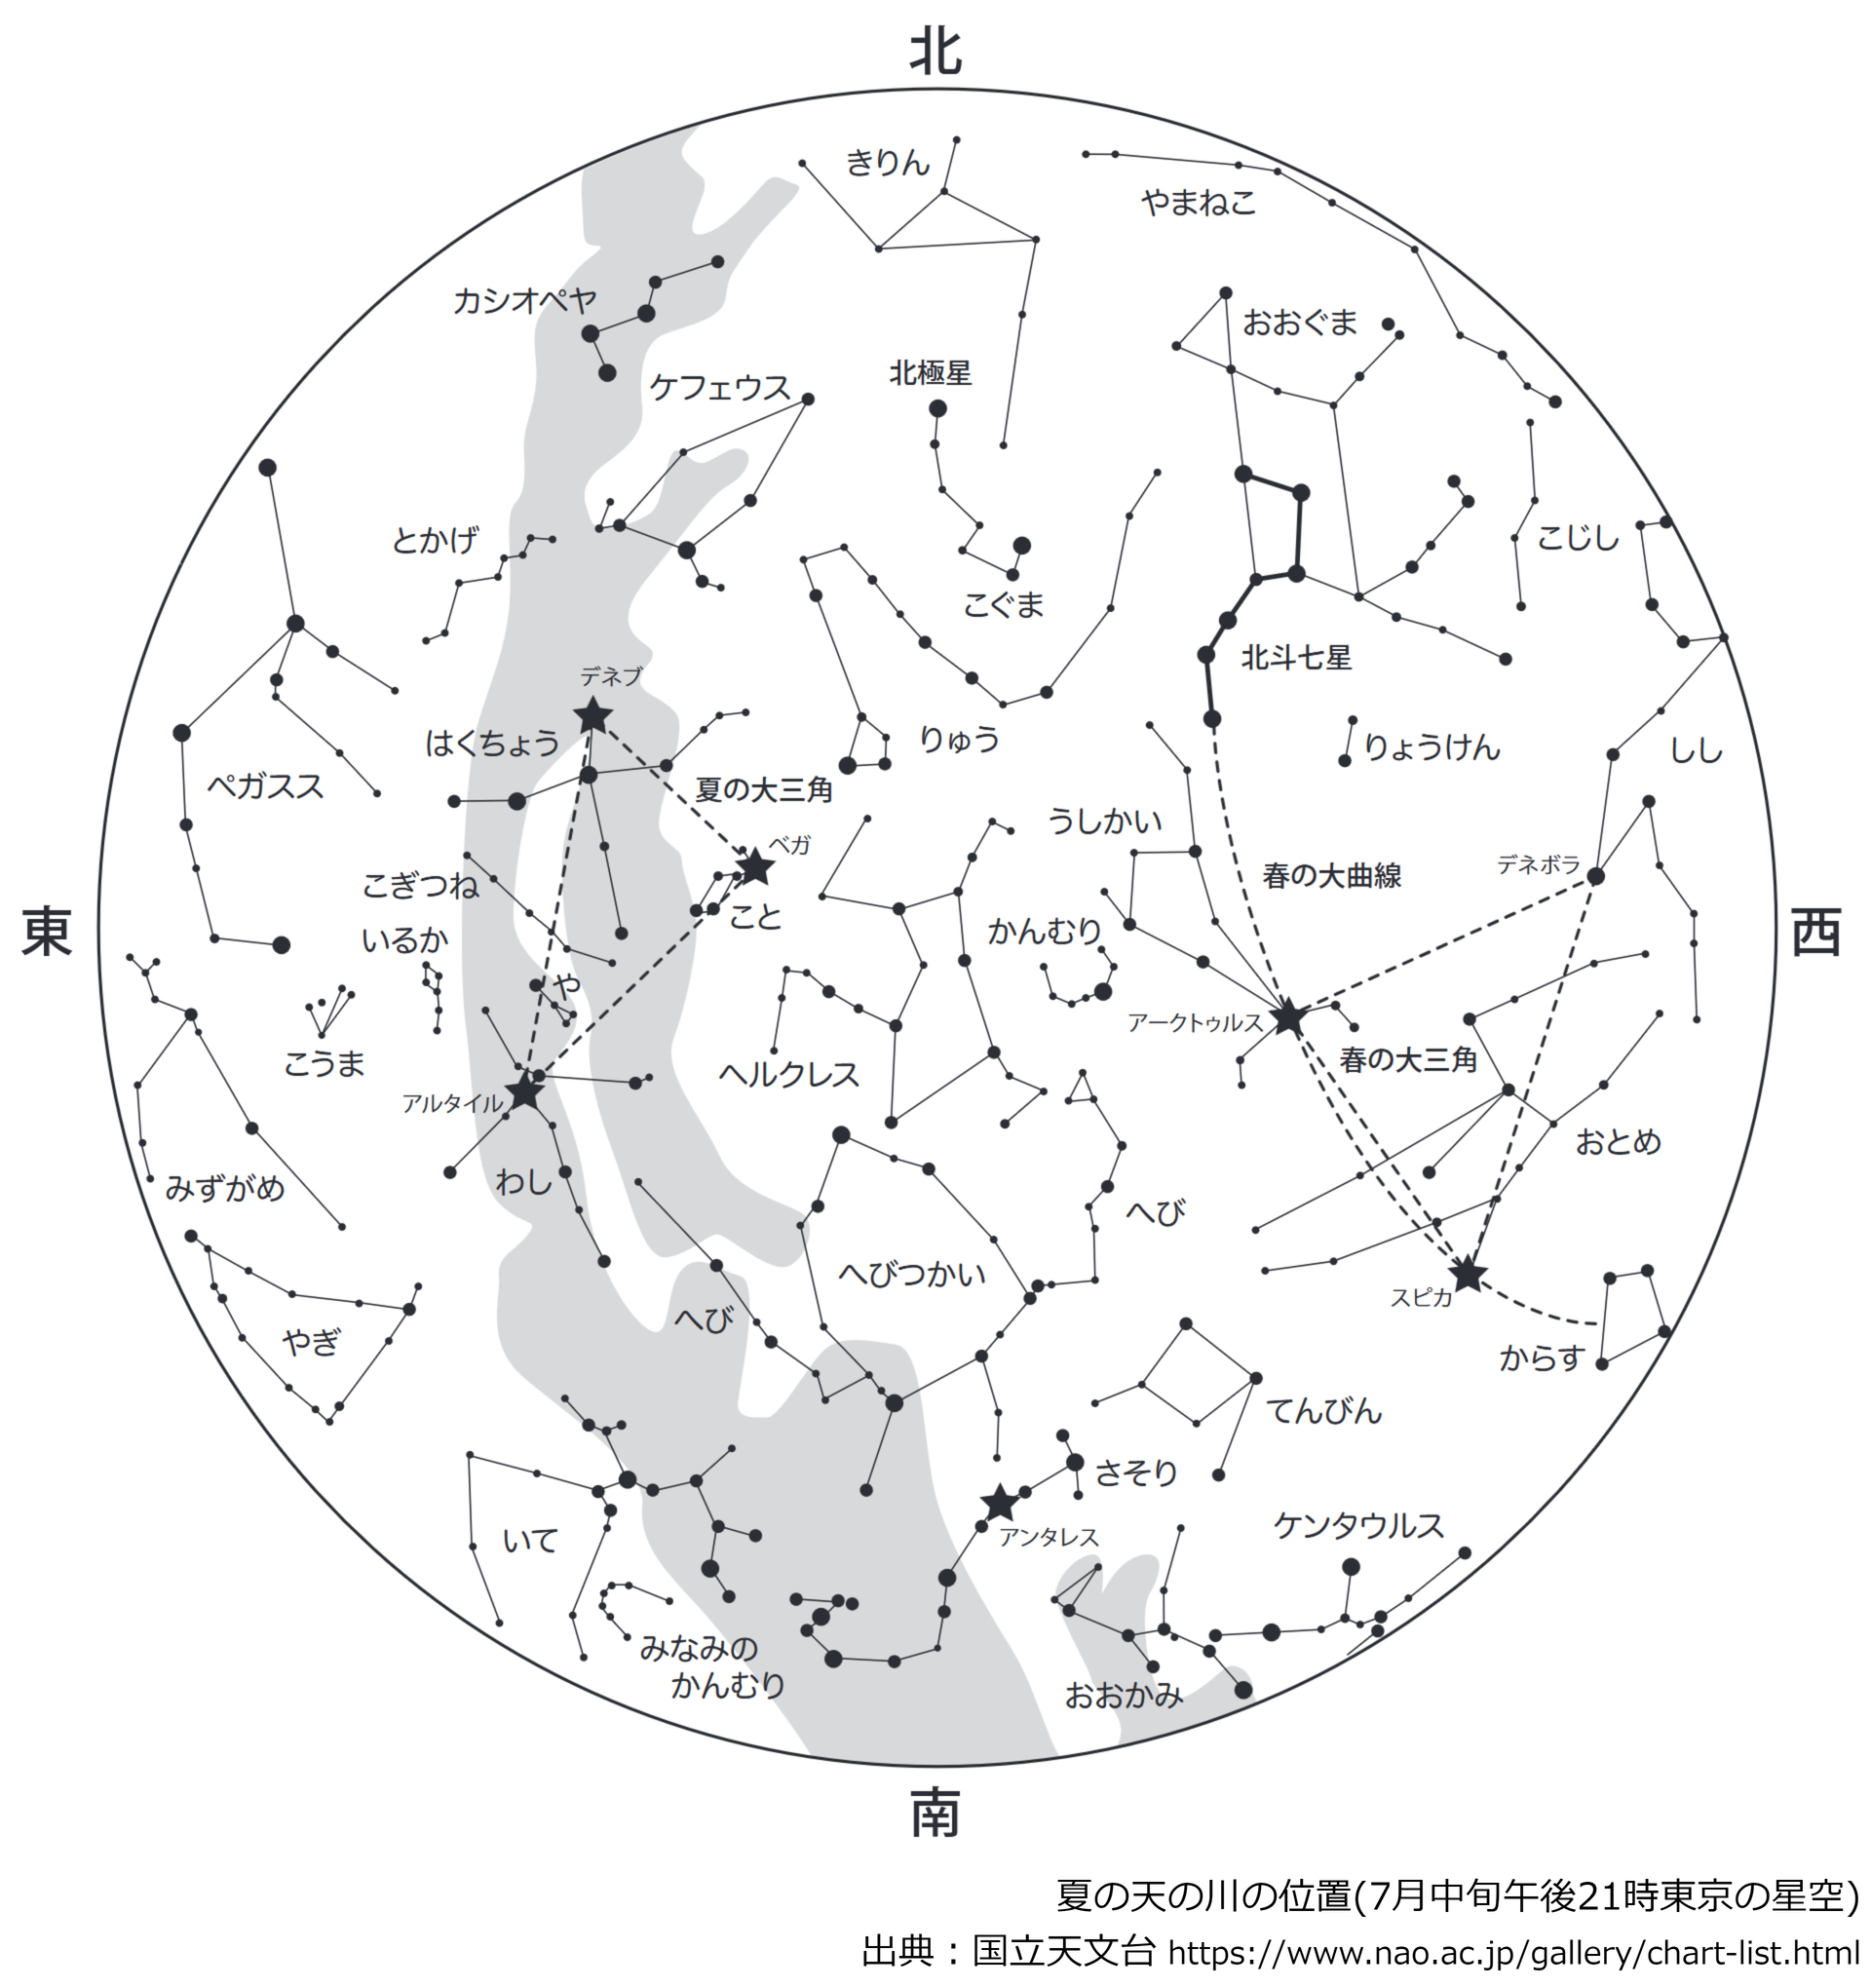 北
きりん
やまねこ
カシオペヤ
おおぐま
ケフェウス
北極星
とかげ
こじし
こぐま
北斗七星
デネブ
はくちょう
りゅう
りょうけん
しし
ペガスス
夏の大三角
うしかい
ベガ
デネボラ
春の大曲線
こぎつね
こと
東
いるか
かんむり
西
や
アークトゥルス
こうま
ヘルクレス
春の大三角
アルタイル
おとめ
みずがめ
わし
へび
へびつかい
スピカ
へび
やぎ
からす
てんびん
さそり
いて
アンタレス
ケンタウルス
みなみの
かんむり
おおかみ
南
夏の天の川の位置(7月中旬午後21時東京の星空)
出典：国立天文台 https://www.nao.ac.jp/gallery/chart-list.html